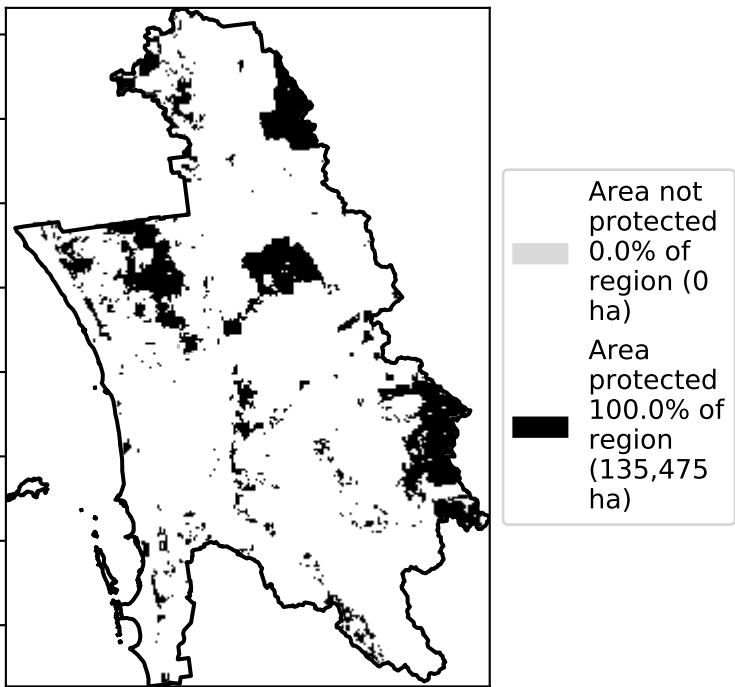 Area not
protected
0.0% of
region (0
ha)
Area
protected
100.0% of
region
(135,475
ha)